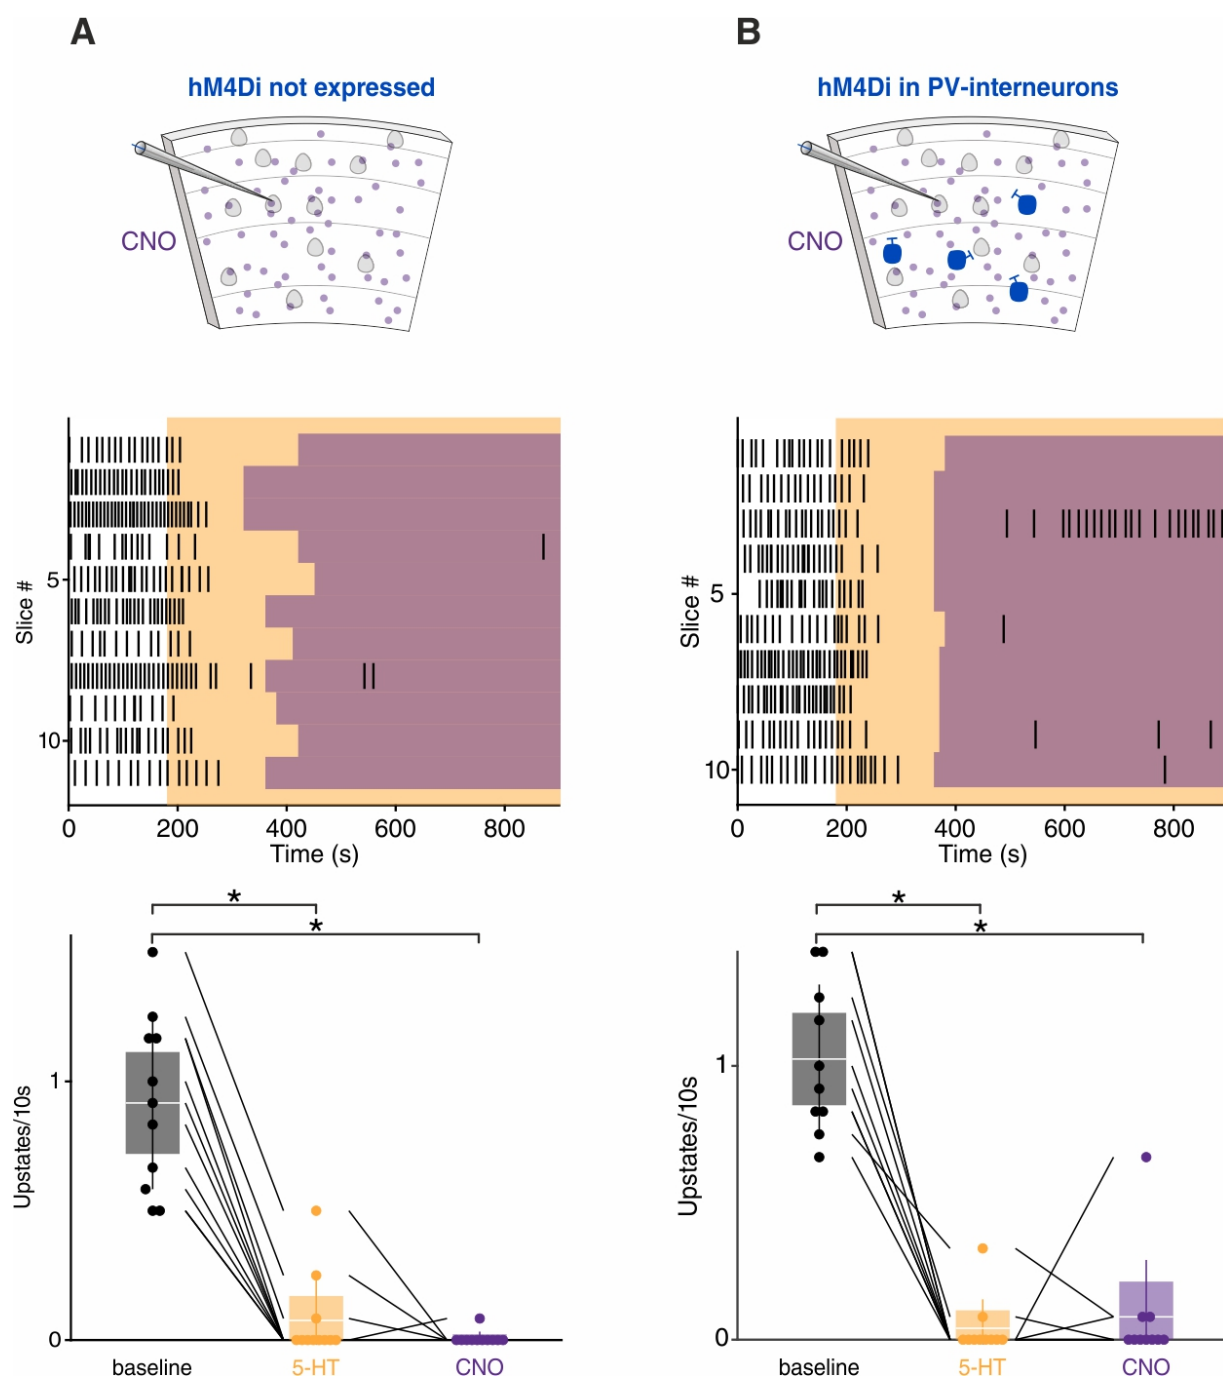 A
B
hM4Di not expressed
hM4Di in PV-interneurons
CNO
CNO
Slice #
5
10
0
200
400
600
800
Time (s)
Slice #
5
10
0
200
400
600
800
Time (s)
*
*
Upstates/10s
1
0
baseline
5-HT
CNO
*
*
Upstates/10s
1
0
baseline
5-HT
CNO